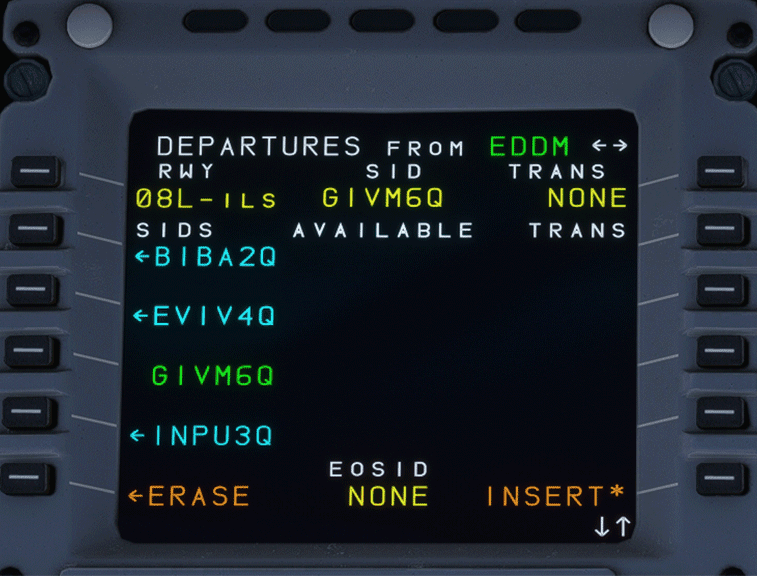 DEPARTURES FROM EDDM ←→
RWY SID TRANS
08L-ILS GIVM6Q NONE
SIDS AVAILABLE TRANS
←BIBA2Q
←EVIV4Q
GIVM6Q
←INPU3Q
EOSID
←ERASE NONE INSERT*
↓↑